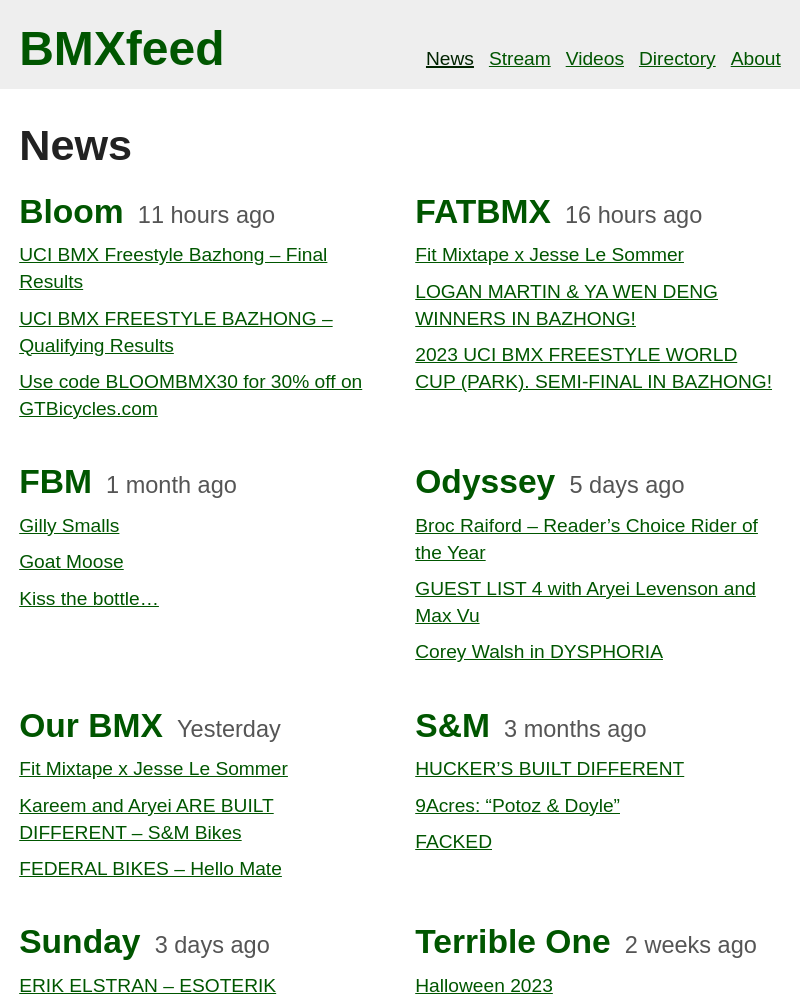 BMXfeed
News Stream Videos Directory About
News
Bloom 11 hours ago
UCI BMX Freestyle Bazhong – Final
Results
UCI BMX FREESTYLE BAZHONG –
Qualifying Results
Use code BLOOMBMX30 for 30% off on
GTBicycles.com
FATBMX 16 hours ago
Fit Mixtape x Jesse Le Sommer
LOGAN MARTIN & YA WEN DENG
WINNERS IN BAZHONG!
2023 UCI BMX FREESTYLE WORLD
CUP (PARK). SEMI-FINAL IN BAZHONG!
FBM 1 month ago
Gilly Smalls
Goat Moose
Kiss the bottle…
Odyssey 5 days ago
Broc Raiford – Reader’s Choice Rider of
the Year
GUEST LIST 4 with Aryei Levenson and
Max Vu
Corey Walsh in DYSPHORIA
Our BMX Yesterday
Fit Mixtape x Jesse Le Sommer
Kareem and Aryei ARE BUILT
DIFFERENT – S&M Bikes
FEDERAL BIKES – Hello Mate
S&M 3 months ago
HUCKER’S BUILT DIFFERENT
9Acres: “Potoz & Doyle”
FACKED
Sunday 3 days ago
ERIK ELSTRAN – ESOTERIK
Terrible One 2 weeks ago
Halloween 2023